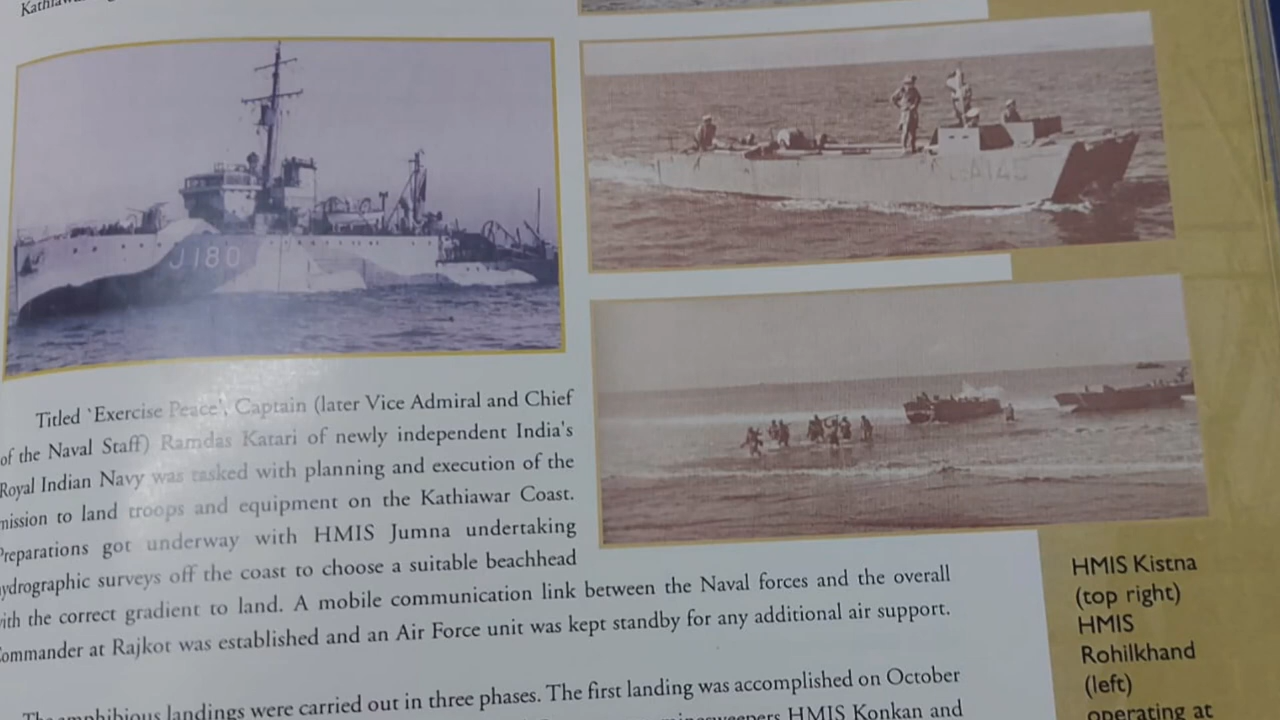 J180
A145
Titled 'Exercise Peace', Captain (later Vice Admiral and Chief
of the Naval Staff) Ramdas Katari of newly independent India's
Royal Indian Navy was tasked with planning and execution of the
mission to land troops and equipment on the Kathiawar Coast.
Preparations got underway with HMIS Jumna undertaking
ydrographic surveys off the coast to choose a suitable beachhead
ith the correct gradient to land. A mobile communication link between the Naval forces and the overall
ommander at Rajkot was established and an Air Force unit was kept standby for any additional air support.
amphibious landings were carried out in three phases. The first landing was accomplished on October
minesweepers HMIS Konkan and
HMIS Kistna
(top right)
HMIS
Rohilkhand
(left)
operating at